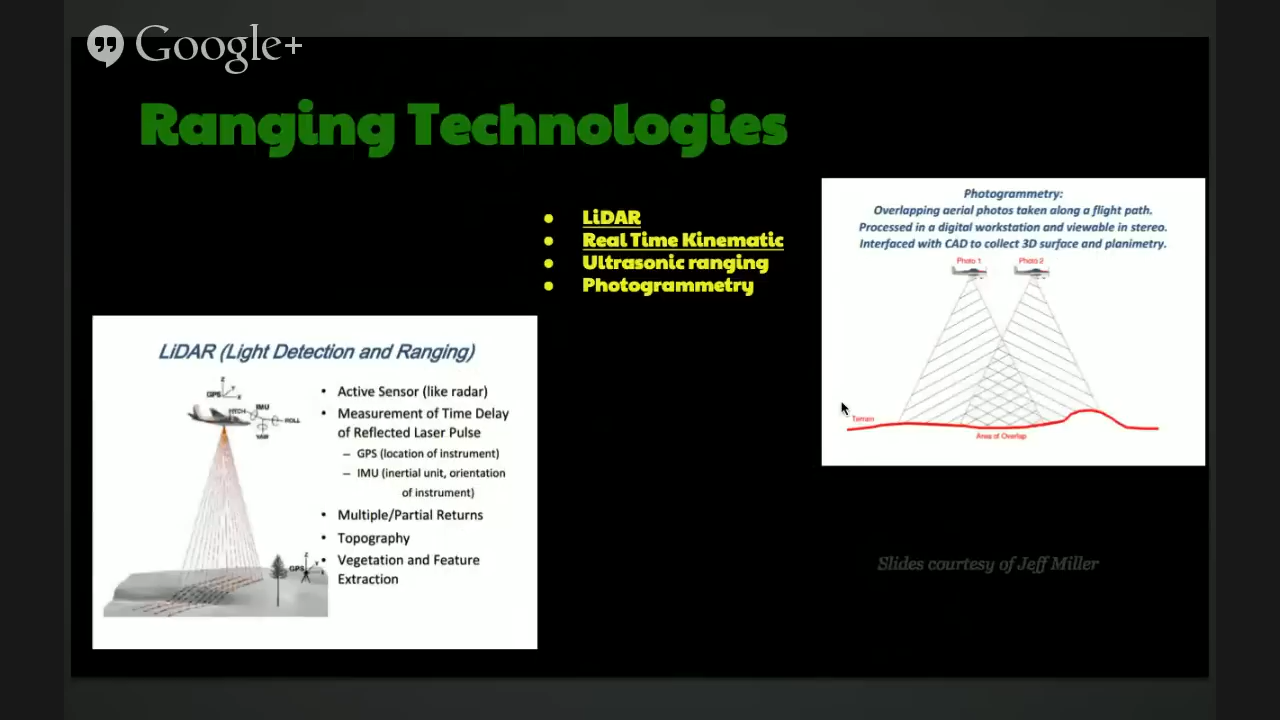 Google+
Ranging Technologies
● LiDAR
● Real Time Kinematic
● Ultrasonic ranging
● Photogrammetry
Photogrammetry:
Overlapping aerial photos taken along a flight path.
Processed in a digital workstation and viewable in stereo.
Interfaced with CAD to collect 3D surface and planimetry.
Photo 1 Photo 2
Terrain
Area of Overlap
LiDAR (Light Detection and Ranging)
Z
Y
GPS X
PITCH IMU
ROLL
YAW
• Active Sensor (like radar)
• Measurement of Time Delay
of Reflected Laser Pulse
– GPS (location of instrument)
– IMU (inertial unit, orientation
of instrument)
• Multiple/Partial Returns
• Topography
• Vegetation and Feature
Extraction
Z
Y
GPS X
Slides courtesy of Jeff Miller